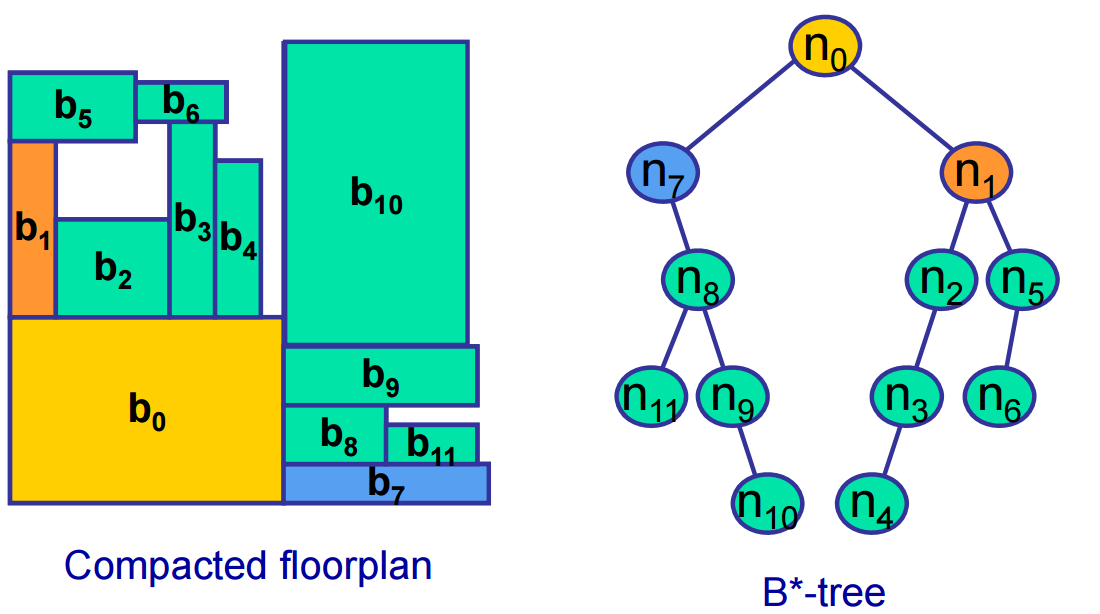 b5 b6
b10
b1 b2 b3 b4
b9
b0 b8 b11
b7
Compacted floorplan
n0
n7 n1
n8 n2 n5
n11 n9 n3 n6
n10 n4
B*-tree